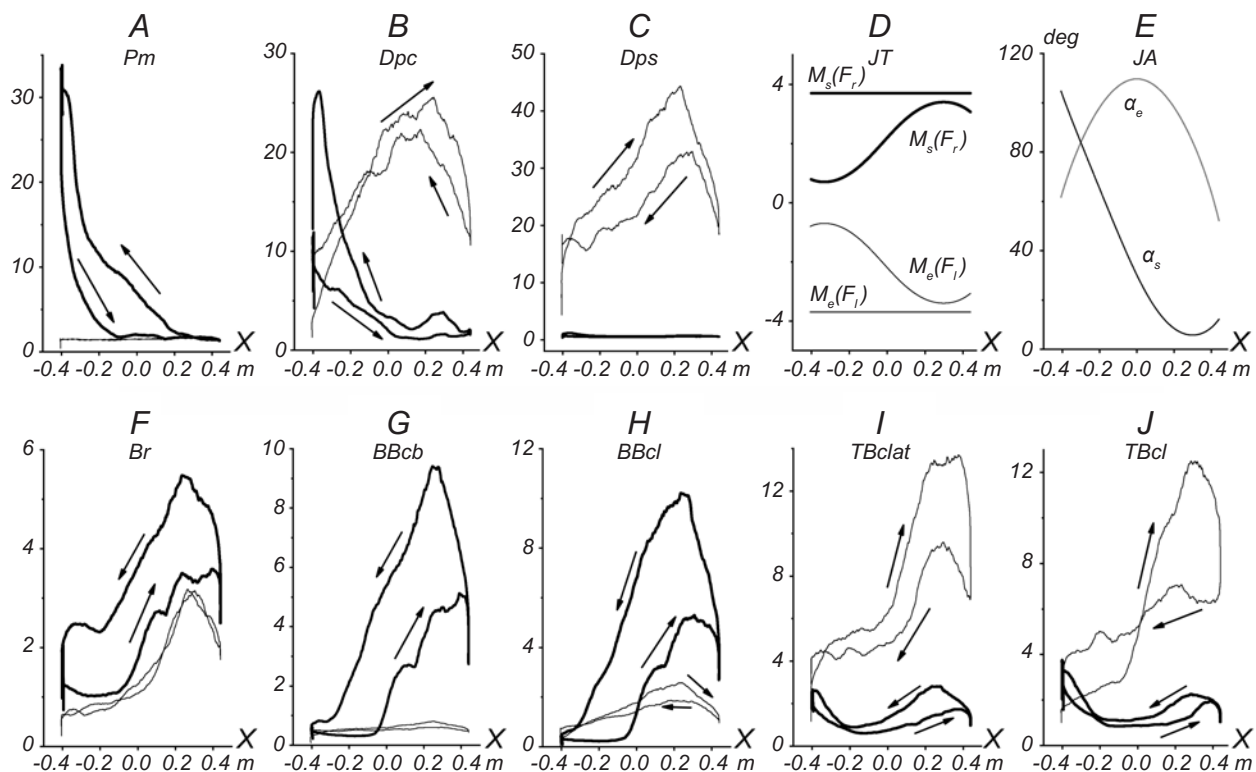 A B C D E
Pm Dpc Dps JT deg JA
30
20
10
0
X
-0.4 -0.2 0.0 0.2 0.4 m
30
20
10
0
X
-0.4 -0.2 0.0 0.2 0.4 m
50
40
30
20
10
0
X
-0.4 -0.2 0.0 0.2 0.4 m
4
0
-4
Ms(Fr)
Ms(Fr)
Me(Fl)
Me(Fl)
X
-0.4 -0.2 0.0 0.2 0.4 m
120
80
40
0
αe
αs
X
-0.4 -0.2 0.0 0.2 0.4 m
F G H I J
Br BBcb BBcl TBclat TBcl
6
4
2
0
X
-0.4 -0.2 0.0 0.2 0.4 m
10
8
6
4
2
0
X
-0.4 -0.2 0.0 0.2 0.4 m
12
8
4
0
X
-0.4 -0.2 0.0 0.2 0.4 m
12
8
4
0
X
-0.4 -0.2 0.0 0.2 0.4 m
12
8
4
0
X
-0.4 -0.2 0.0 0.2 0.4 m